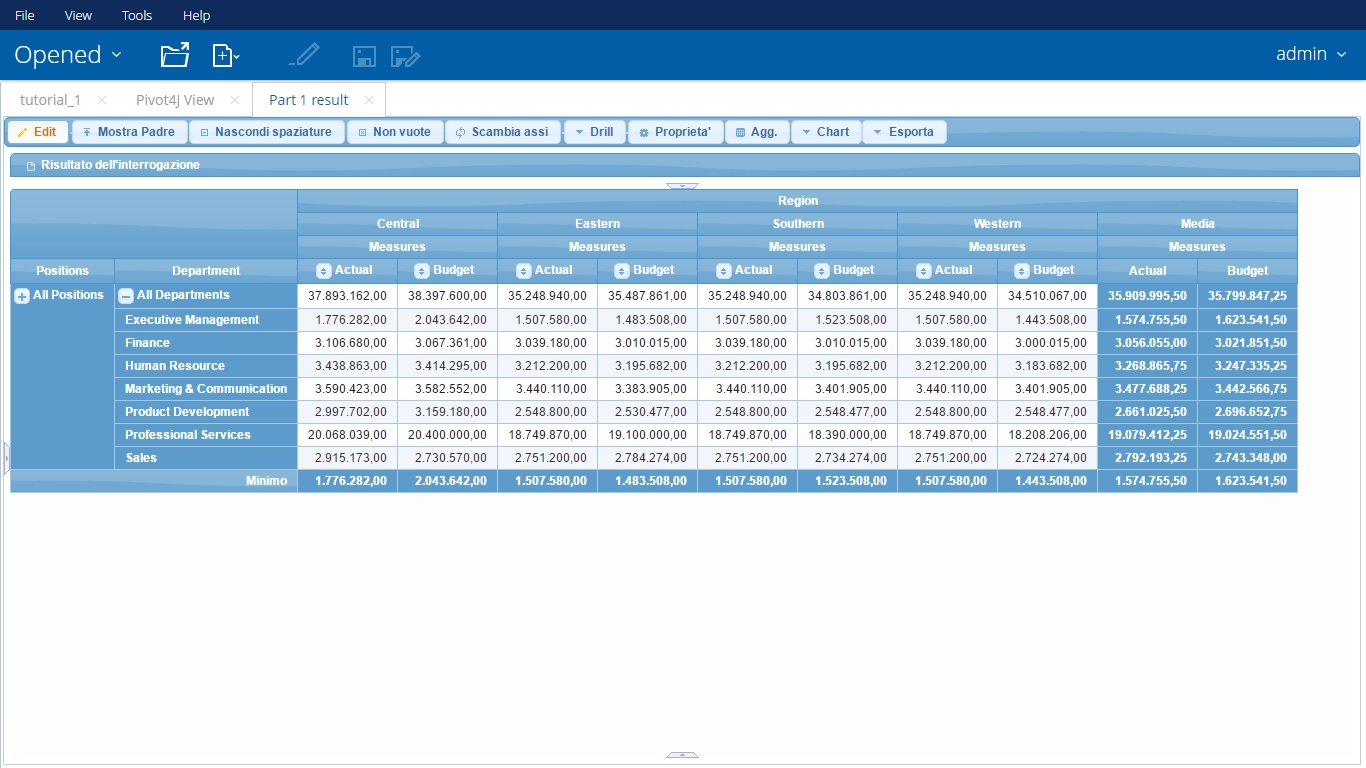 File View Tools Help
Opened admin
tutorial_1 Pivot4J View Part 1 result
Edit Mostra Padre Nascondi spaziature Non vuote Scambia assi Drill Proprieta' Agg. Chart Esporta
Risultato dell'interrogazione
Region
Central Eastern Southern Western Media
Measures Measures Measures Measures Measures
Positions Department Actual Budget Actual Budget Actual Budget Actual Budget Actual Budget
All Positions All Departments 37.893.162,00 38.397.600,00 35.248.940,00 35.487.861,00 35.248.940,00 34.803.861,00 35.248.940,00 34.510.067,00 35.909.995,50 35.799.847,25
Executive Management 1.776.282,00 2.043.642,00 1.507.580,00 1.483.508,00 1.507.580,00 1.523.508,00 1.507.580,00 1.443.508,00 1.574.755,50 1.623.541,50
Finance 3.106.680,00 3.067.361,00 3.039.180,00 3.010.015,00 3.039.180,00 3.010.015,00 3.039.180,00 3.000.015,00 3.056.055,00 3.021.851,50
Human Resource 3.438.863,00 3.414.295,00 3.212.200,00 3.195.682,00 3.212.200,00 3.195.682,00 3.212.200,00 3.183.682,00 3.268.865,75 3.247.335,25
Marketing & Communication 3.590.423,00 3.582.552,00 3.440.110,00 3.383.905,00 3.440.110,00 3.401.905,00 3.440.110,00 3.401.905,00 3.477.688,25 3.442.566,75
Product Development 2.997.702,00 3.159.180,00 2.548.800,00 2.530.477,00 2.548.800,00 2.548.477,00 2.548.800,00 2.548.477,00 2.661.025,50 2.696.652,75
Professional Services 20.068.039,00 20.400.000,00 18.749.870,00 19.100.000,00 18.749.870,00 18.390.000,00 18.749.870,00 18.208.206,00 19.079.412,25 19.024.551,50
Sales 2.915.173,00 2.730.570,00 2.751.200,00 2.784.274,00 2.751.200,00 2.734.274,00 2.751.200,00 2.724.274,00 2.792.193,25 2.743.348,00
Minimo 1.776.282,00 2.043.642,00 1.507.580,00 1.483.508,00 1.507.580,00 1.523.508,00 1.507.580,00 1.443.508,00 1.574.755,50 1.623.541,50